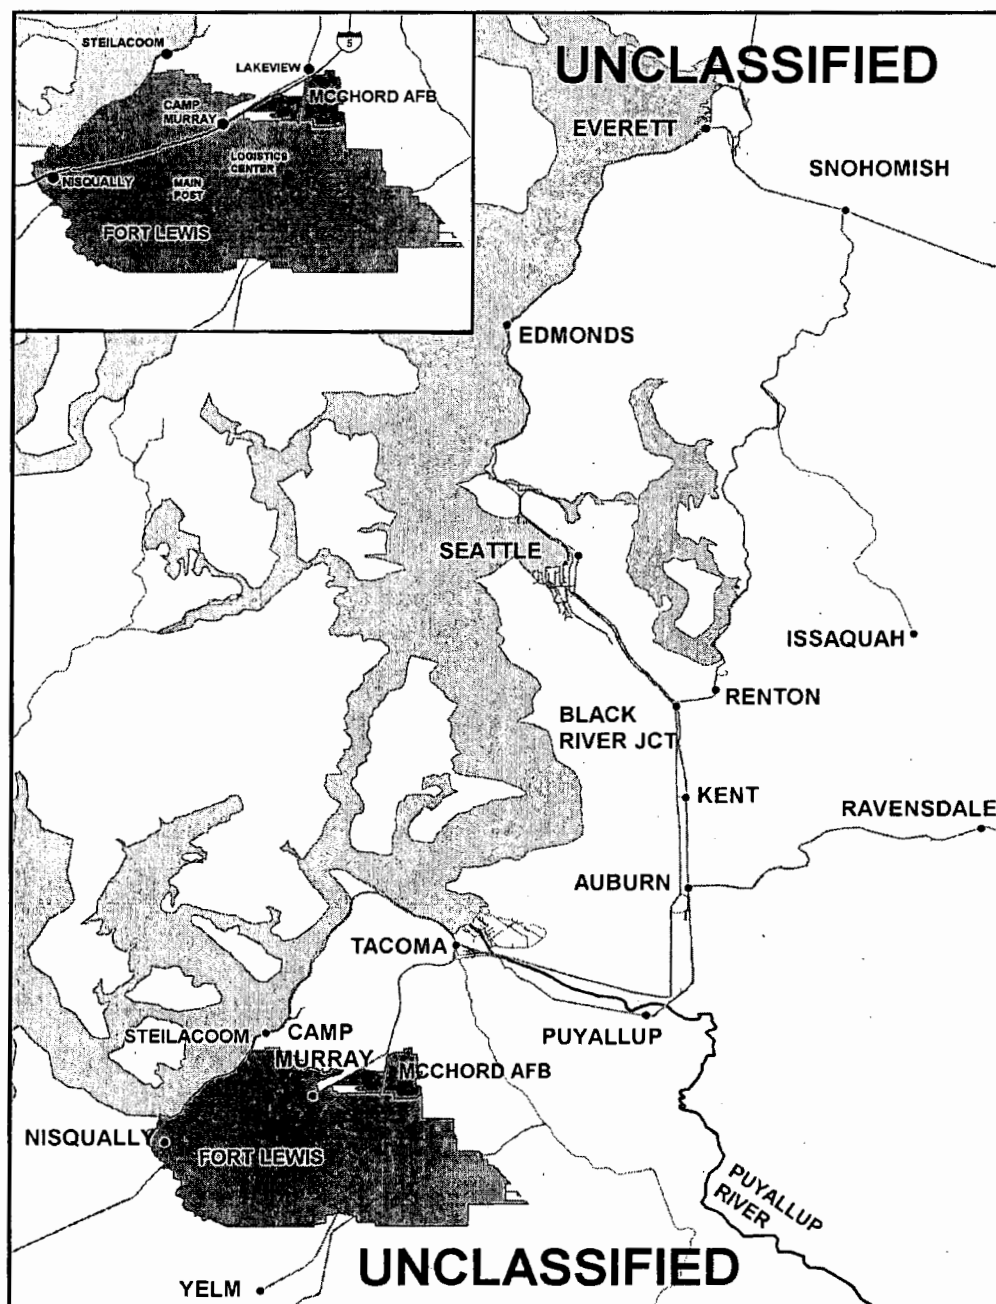 STEILACOOM
5
LAKEVIEW
MCCHORD AFB
CAMP
MURRAY
LOGISTICS
CENTER
NISQUALLY
MAIN
POST
FORT LEWIS
UNCLASSIFIED
EVERETT
SNOHOMISH
EDMONDS
SEATTLE
ISSAQUAH
RENTON
BLACK
RIVER JCT
KENT
RAVENSDALE
AUBURN
TACOMA
PUYALLUP
STEILACOOM
CAMP
MURRAY
MCCHORD AFB
NISQUALLY
FORT LEWIS
PUYALLUP
RIVER
UNCLASSIFIED
YELM